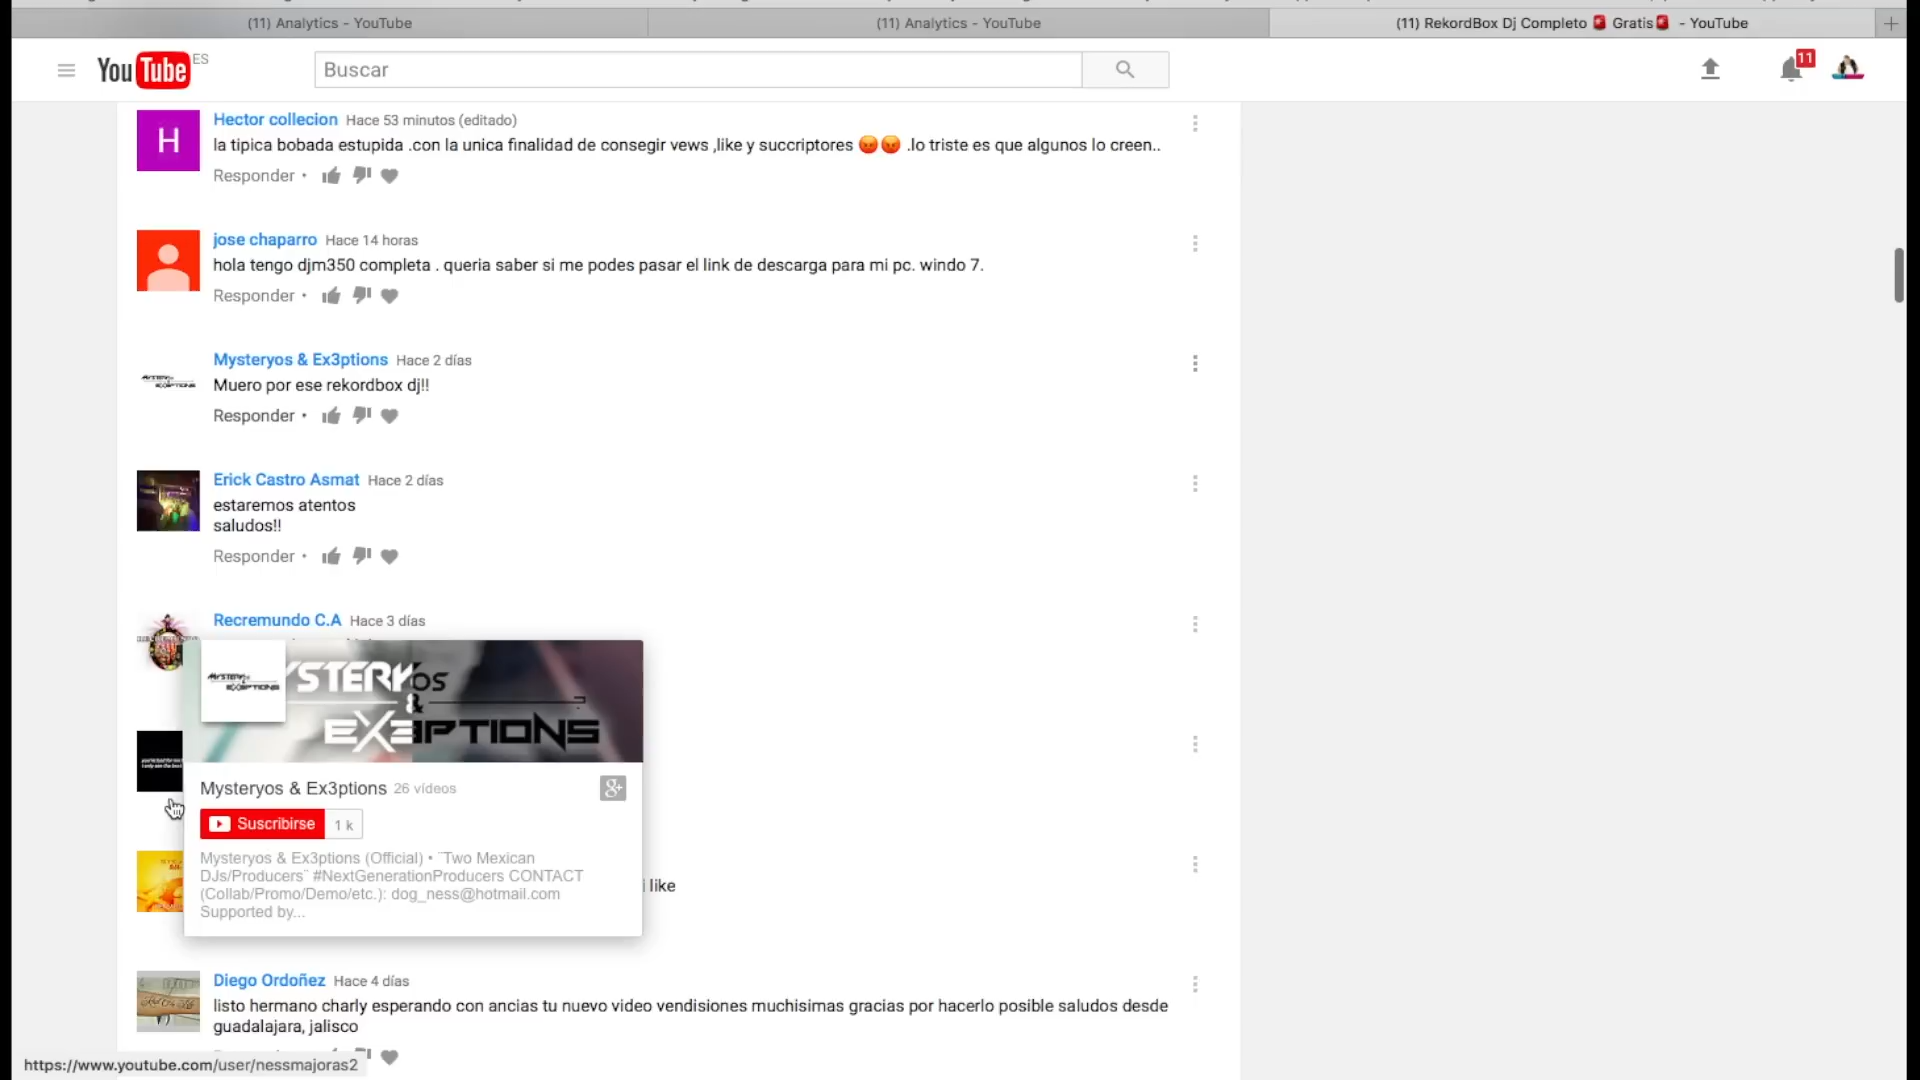 (11) Analytics - YouTube
(11) Analytics - YouTube
(11) RekordBox Dj Completo 🚨 Gratis🚨 - YouTube
YouTube ES
Buscar
11
H
Hector collecion Hace 53 minutos (editado)
la tipica bobada estupida .con la unica finalidad de consegir vews ,like y succriptores 😡😡 .lo triste es que algunos lo creen..
Responder •
jose chaparro Hace 14 horas
hola tengo djm350 completa . queria saber si me podes pasar el link de descarga para mi pc. windo 7.
Responder •
Mysteryos & Ex3ptions Hace 2 días
Muero por ese rekordbox dj!!
Responder •
Erick Castro Asmat Hace 2 días
estaremos atentos
saludos!!
Responder •
Recremundo C.A Hace 3 días
MYSTERYOS
&
EX3PTIONS
Mysteryos & Ex3ptions 26 vídeos
g+
Suscribirse 1 k
Mysteryos & Ex3ptions (Official) • ¨Two Mexican
DJs/Producers¨ #NextGenerationProducers CONTACT
(Collab/Promo/Demo/etc.): dog_ness@hotmail.com
Supported by...
like
Diego Ordoñez Hace 4 días
listo hermano charly esperando con ancias tu nuevo video vendisiones muchisimas gracias por hacerlo posible saludos desde
guadalajara, jalisco
https://www.youtube.com/user/nessmajoras2